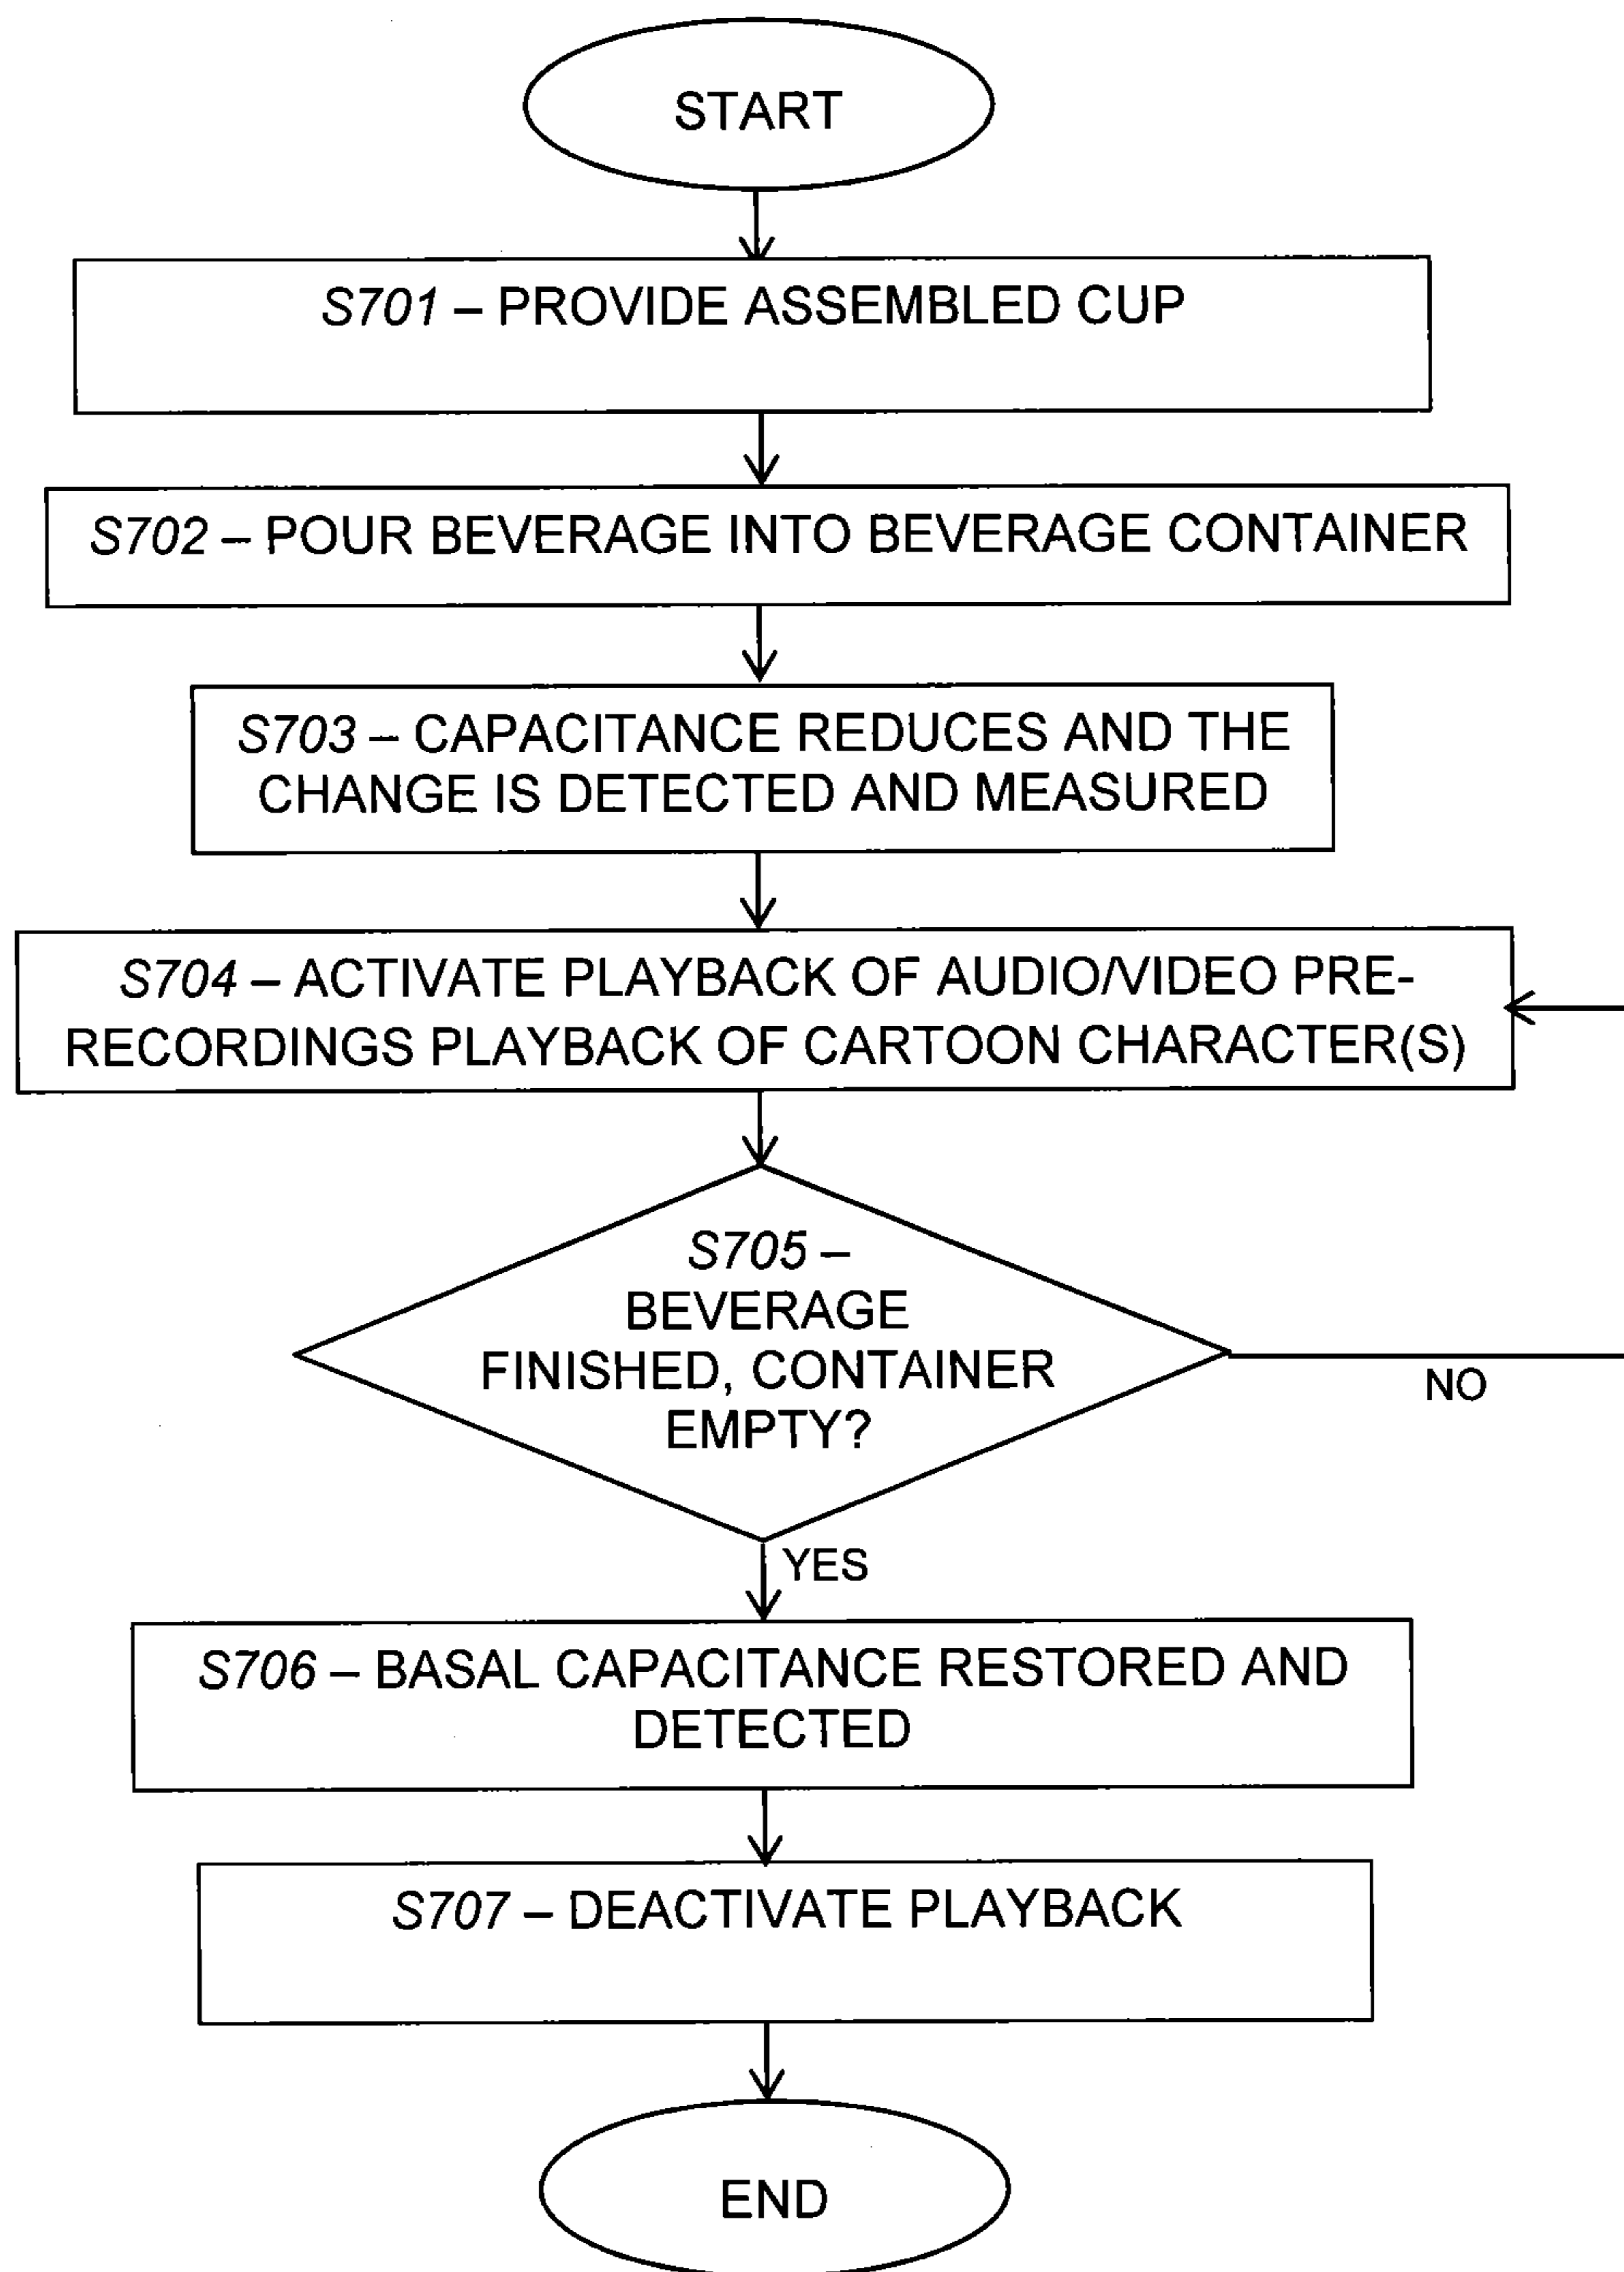 START
S701 – PROVIDE ASSEMBLED CUP
S702 – POUR BEVERAGE INTO BEVERAGE CONTAINER
S703 – CAPACITANCE REDUCES AND THE
CHANGE IS DETECTED AND MEASURED
S704 – ACTIVATE PLAYBACK OF AUDIO/VIDEO PRE-
RECORDINGS PLAYBACK OF CARTOON CHARACTER(S)
S705 –
BEVERAGE
FINISHED, CONTAINER
EMPTY?
NO
YES
S706 – BASAL CAPACITANCE RESTORED AND
DETECTED
S707 – DEACTIVATE PLAYBACK
END